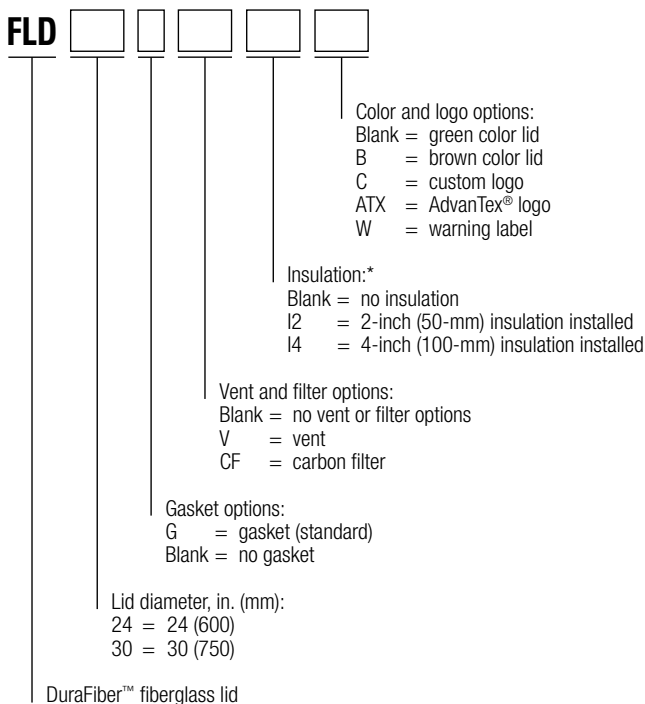 FLD
Color and logo options:
Blank = green color lid
B = brown color lid
C = custom logo
ATX = AdvanTex® logo
W = warning label
Insulation:*
Blank = no insulation
I2 = 2-inch (50-mm) insulation installed
I4 = 4-inch (100-mm) insulation installed
Vent and filter options:
Blank = no vent or filter options
V = vent
CF = carbon filter
Gasket options:
G = gasket (standard)
Blank = no gasket
Lid diameter, in. (mm):
24 = 24 (600)
30 = 30 (750)
DuraFiber™ fiberglass lid